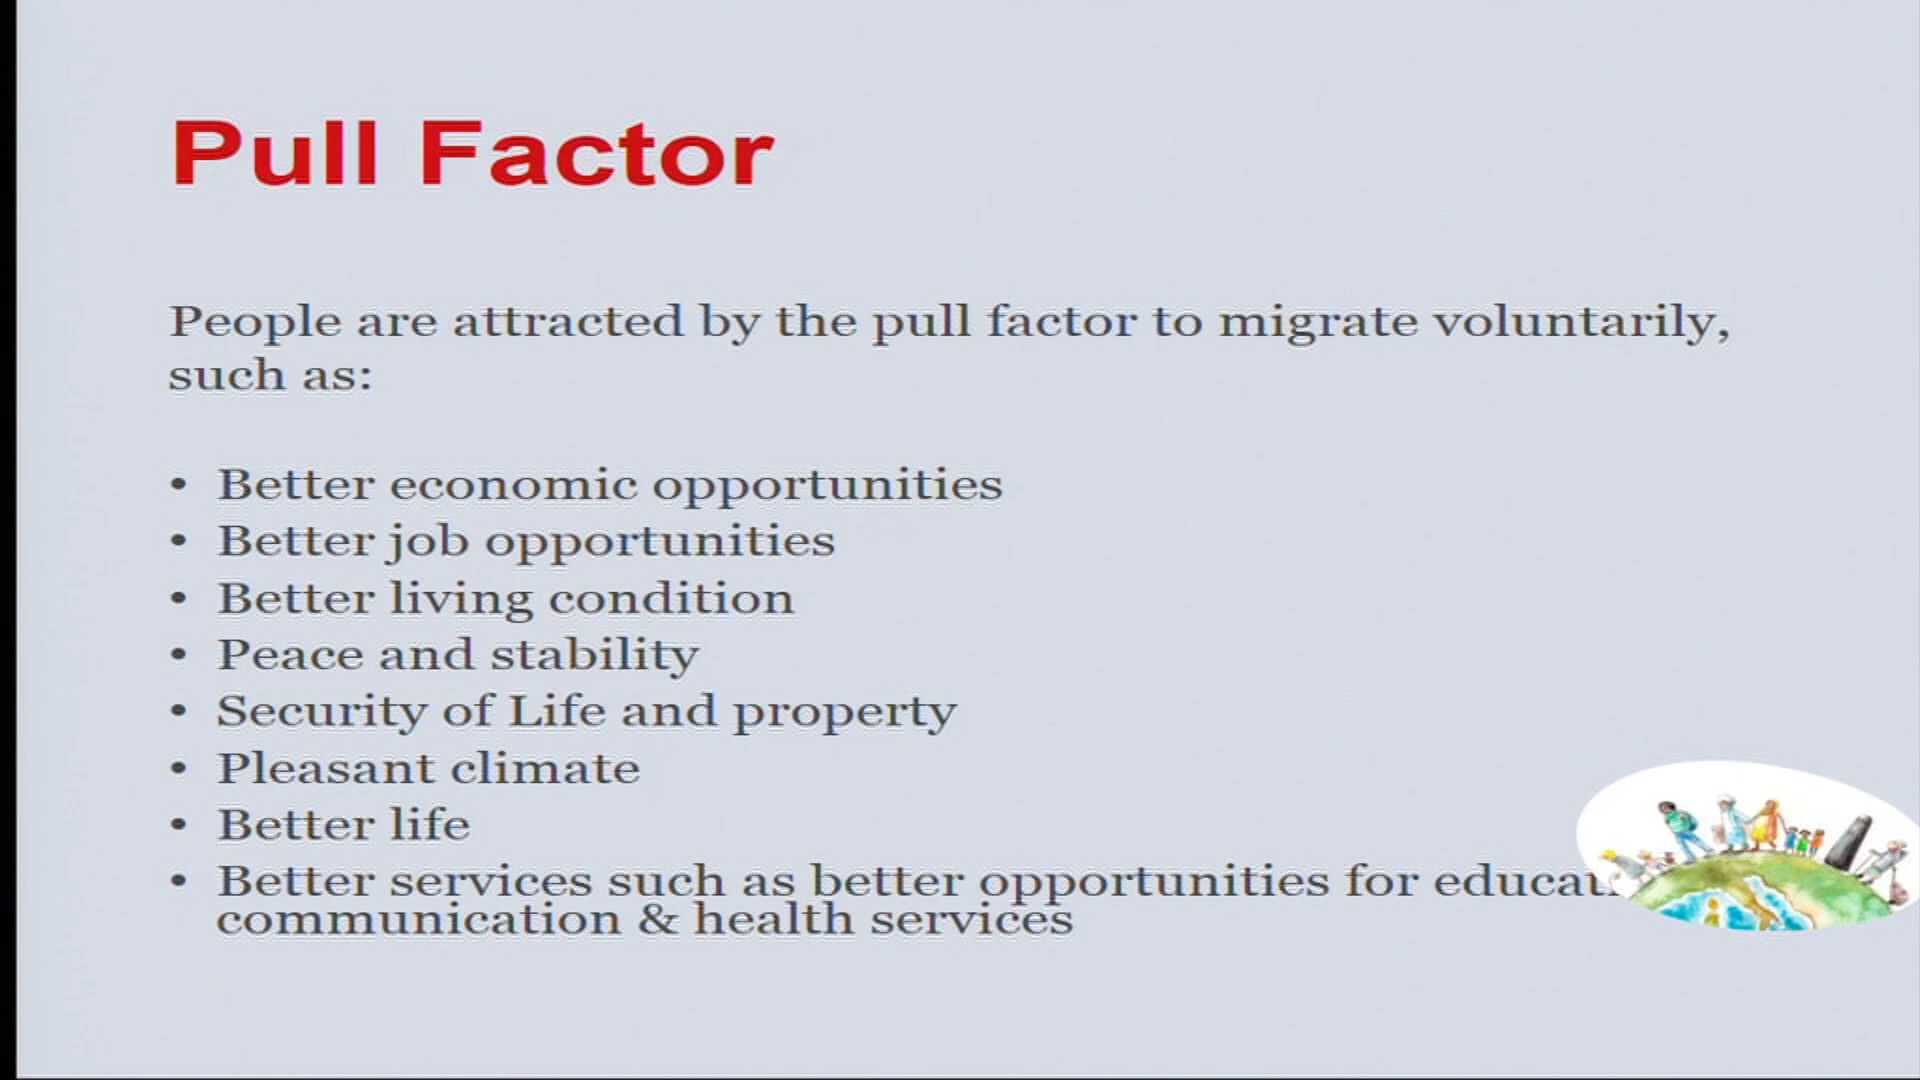 Pull Factor
People are attracted by the pull factor to migrate voluntarily,
such as:
• Better economic opportunities
• Better job opportunities
• Better living condition
• Peace and stability
• Security of Life and property
• Pleasant climate
• Better life
• Better services such as better opportunities for
communication & health services